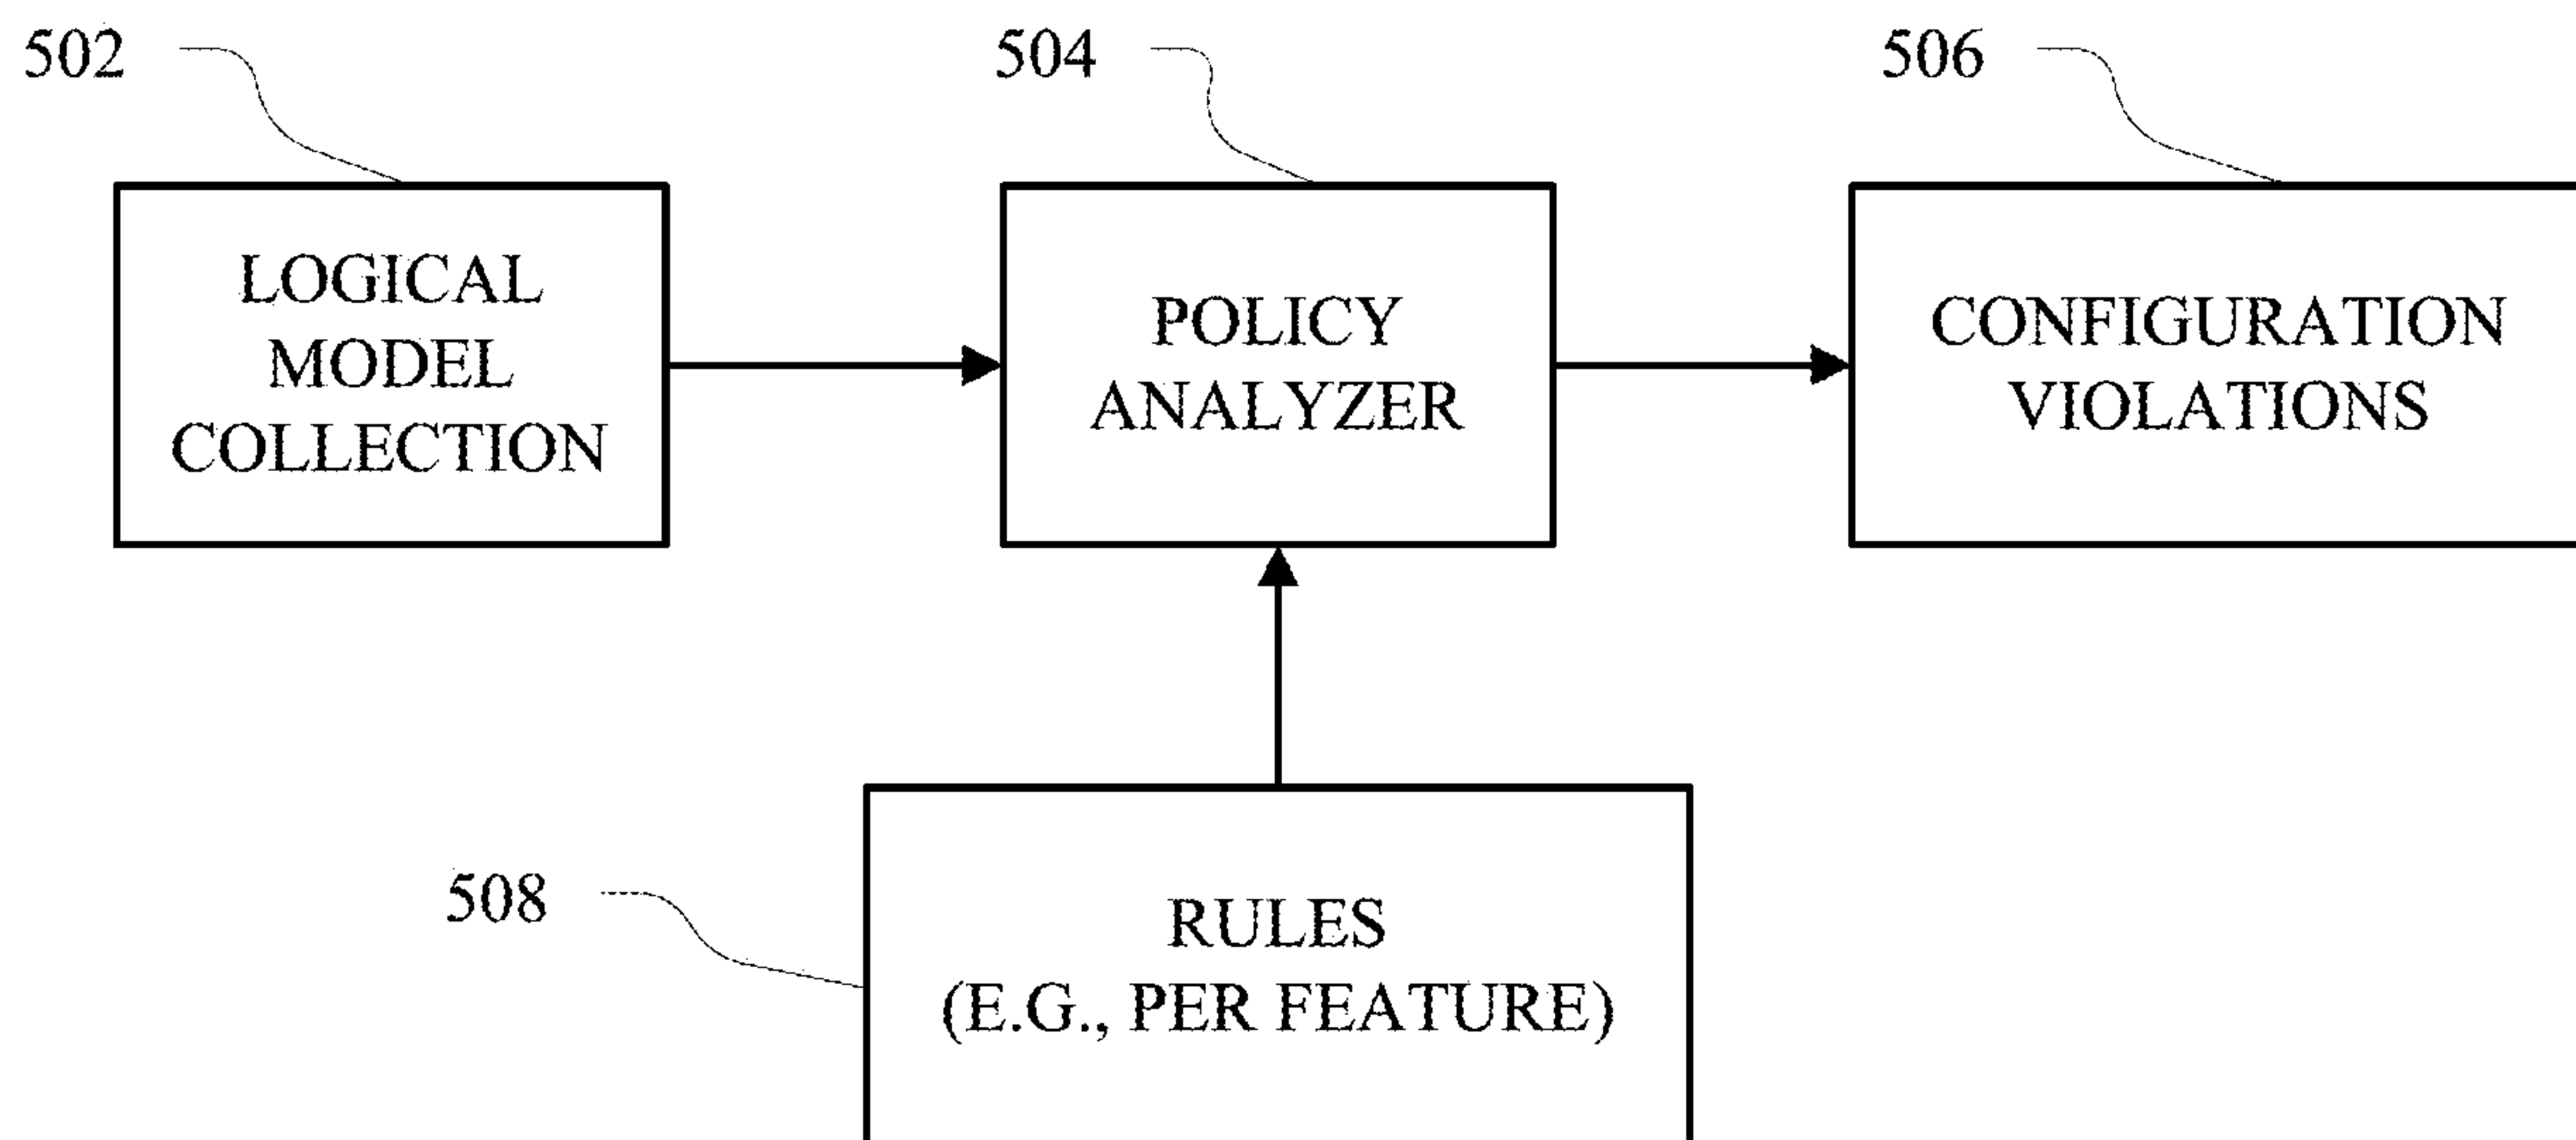 502
504
506
LOGICAL
MODEL
COLLECTION
POLICY
ANALYZER
CONFIGURATION
VIOLATIONS
508
RULES
(E.G., PER FEATURE)